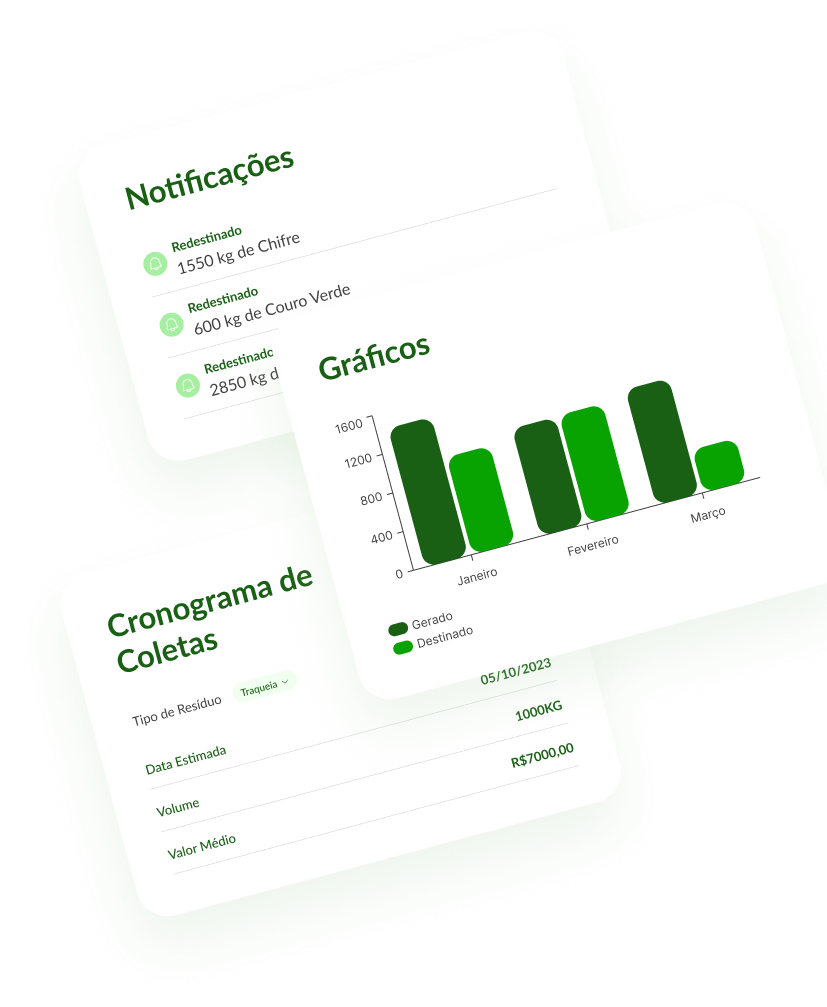 Notificações
Redestinado
1550 kg de Chifre
Redestinado
600 kg de Couro Verde
Redestinado
2850 kg d
Gráficos
1600
1200
800
400
0
Janeiro
Fevereiro
Março
Gerado
Destinado
Cronograma de
Coletas
Tipo de Resíduo Traqueia
Data Estimada 05/10/2023
Volume 1000KG
Valor Médio R$7000,00